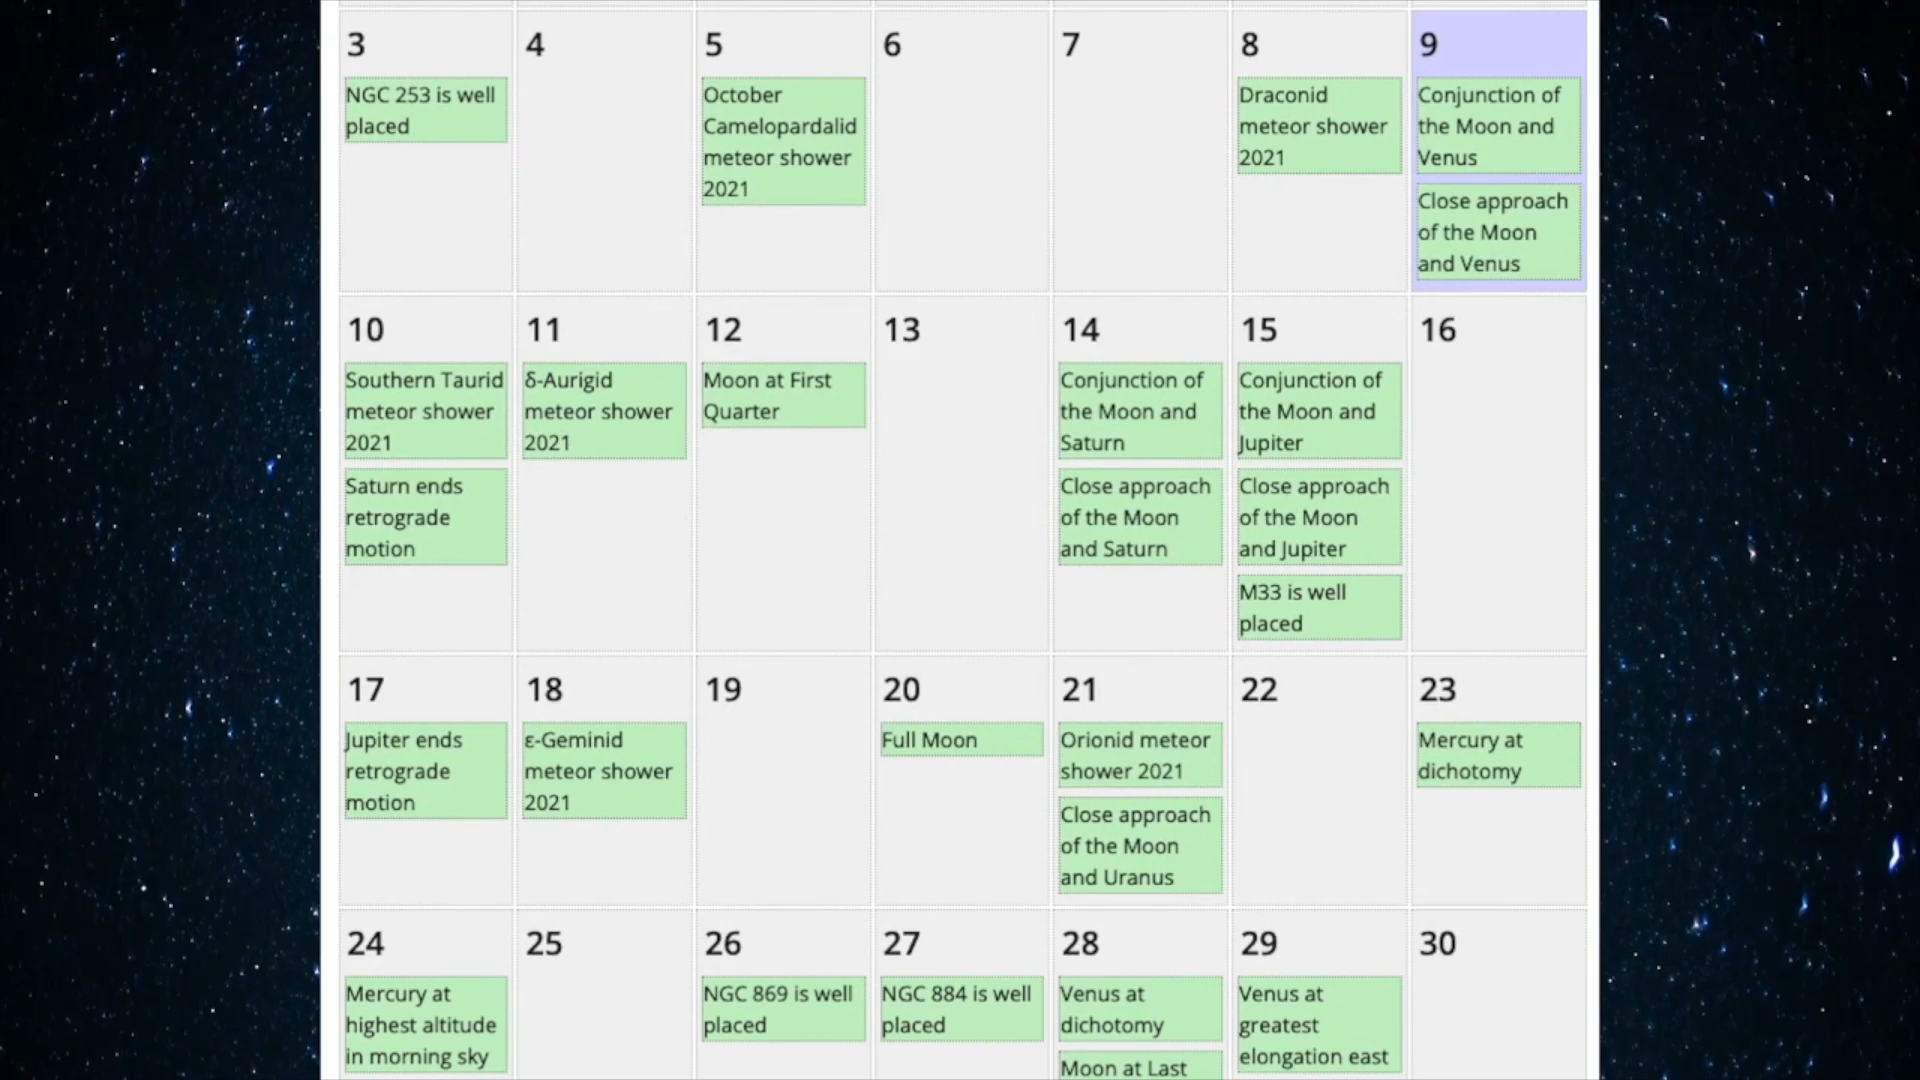 3
NGC 253 is well
placed
4
5
October
Camelopardalid
meteor shower
2021
6
7
8
Draconid
meteor shower
2021
9
Conjunction of
the Moon and
Venus
Close approach
of the Moon
and Venus
10
Southern Taurid
meteor shower
2021
Saturn ends
retrograde
motion
11
δ-Aurigid
meteor shower
2021
12
Moon at First
Quarter
13
14
Conjunction of
the Moon and
Saturn
Close approach
of the Moon
and Saturn
15
Conjunction of
the Moon and
Jupiter
Close approach
of the Moon
and Jupiter
M33 is well
placed
16
17
Jupiter ends
retrograde
motion
18
ε-Geminid
meteor shower
2021
19
20
Full Moon
21
Orionid meteor
shower 2021
Close approach
of the Moon
and Uranus
22
23
Mercury at
dichotomy
24
Mercury at
highest altitude
in morning sky
25
26
NGC 869 is well
placed
27
NGC 884 is well
placed
28
Venus at
dichotomy
Moon at Last
29
Venus at
greatest
elongation east
30